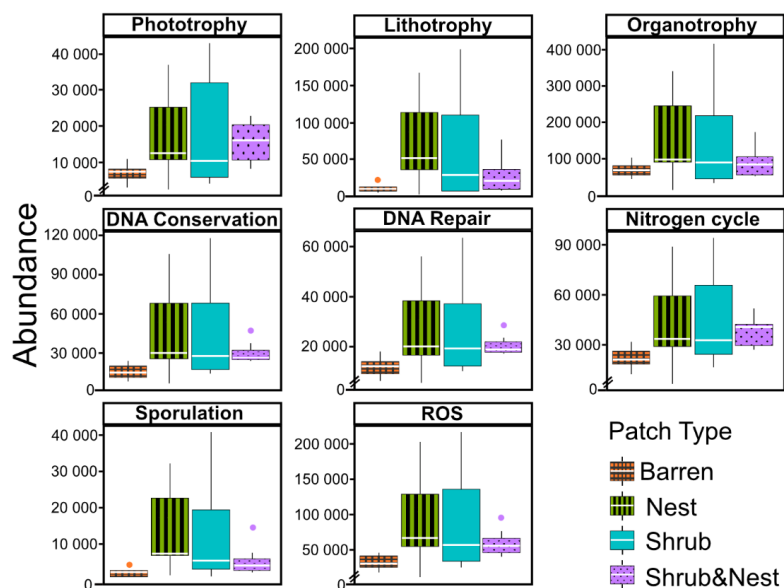 Phototrophy
Lithotrophy
Organotrophy
40 000
30 000
20 000
10 000
0
200 000
150 000
100 000
50 000
0
400 000
300 000
200 000
100 000
0
DNA Conservation
DNA Repair
Nitrogen cycle
120 000
90 000
60 000
30 000
0
60 000
40 000
20 000
0
90 000
60 000
30 000
0
Sporulation
ROS
40 000
30 000
20 000
10 000
0
200 000
150 000
100 000
50 000
0
Abundance
Patch Type
Barren
Nest
Shrub
Shrub&Nest